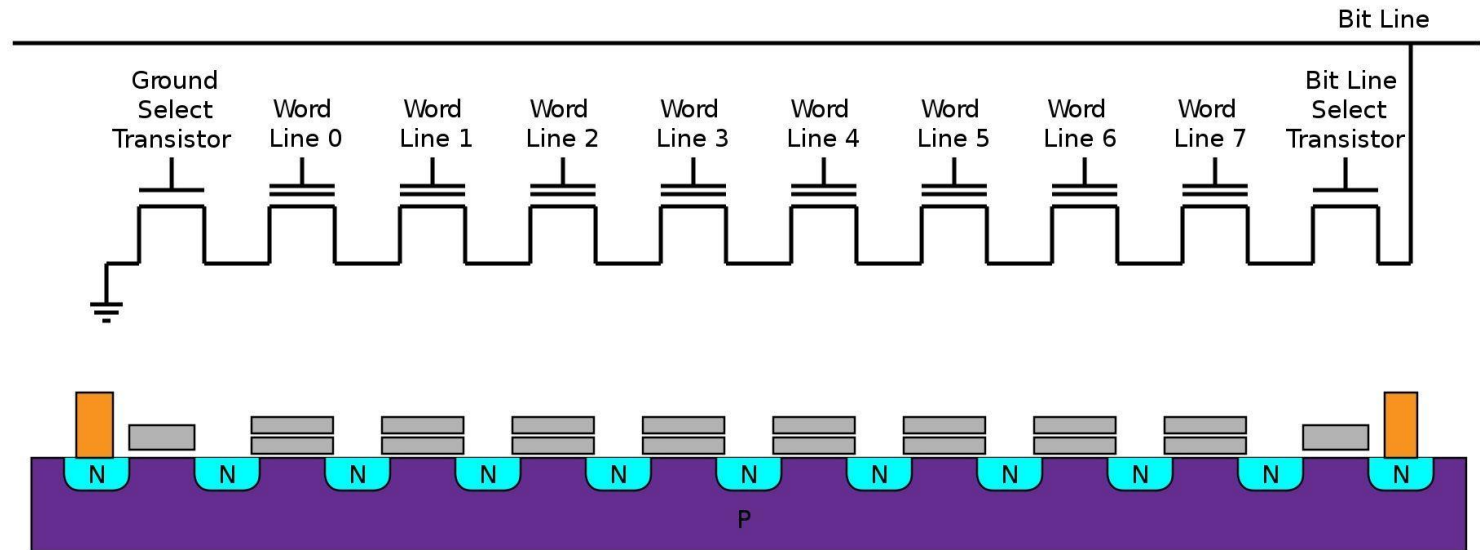 Bit Line
Ground
Select
Transistor
Word
Line 0
Word
Line 1
Word
Line 2
Word
Line 3
Word
Line 4
Word
Line 5
Word
Line 6
Word
Line 7
Bit Line
Select
Transistor
N
N
N
N
N
N
N
N
N
N
N
P